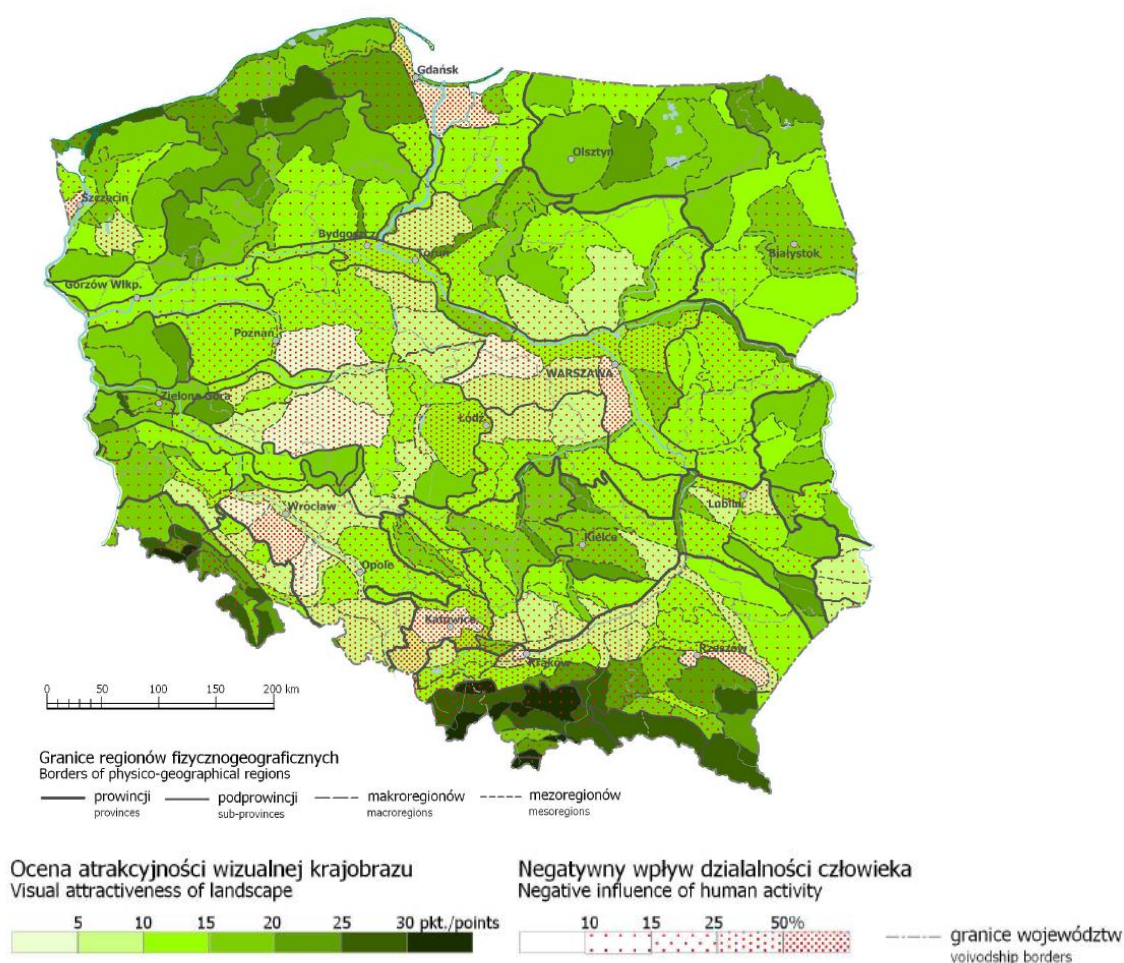 Gdańsk
Olsztyn
Szczecin
Bydgoszcz
Toruń
Białystok
Gorzów Wlkp.
Poznań
WARSZAWA
Zielona Góra
Łódź
Lublin
Wrocław
Kielce
Opole
Katowice
Kraków
Rzeszów
0 50 100 150 200 km
Granice regionów fizycznogeograficznych
Borders of physico-geographical regions
prowincji podprowincji makroregionów mezoregionów
provinces sub-provinces macroregions mesoregions
Ocena atrakcyjności wizualnej krajobrazu
Visual attractiveness of landscape
5 10 15 20 25 30 pkt./points
Negatywny wpływ działalności człowieka
Negative influence of human activity
10 15 25 50%
granice województw
voivodship borders